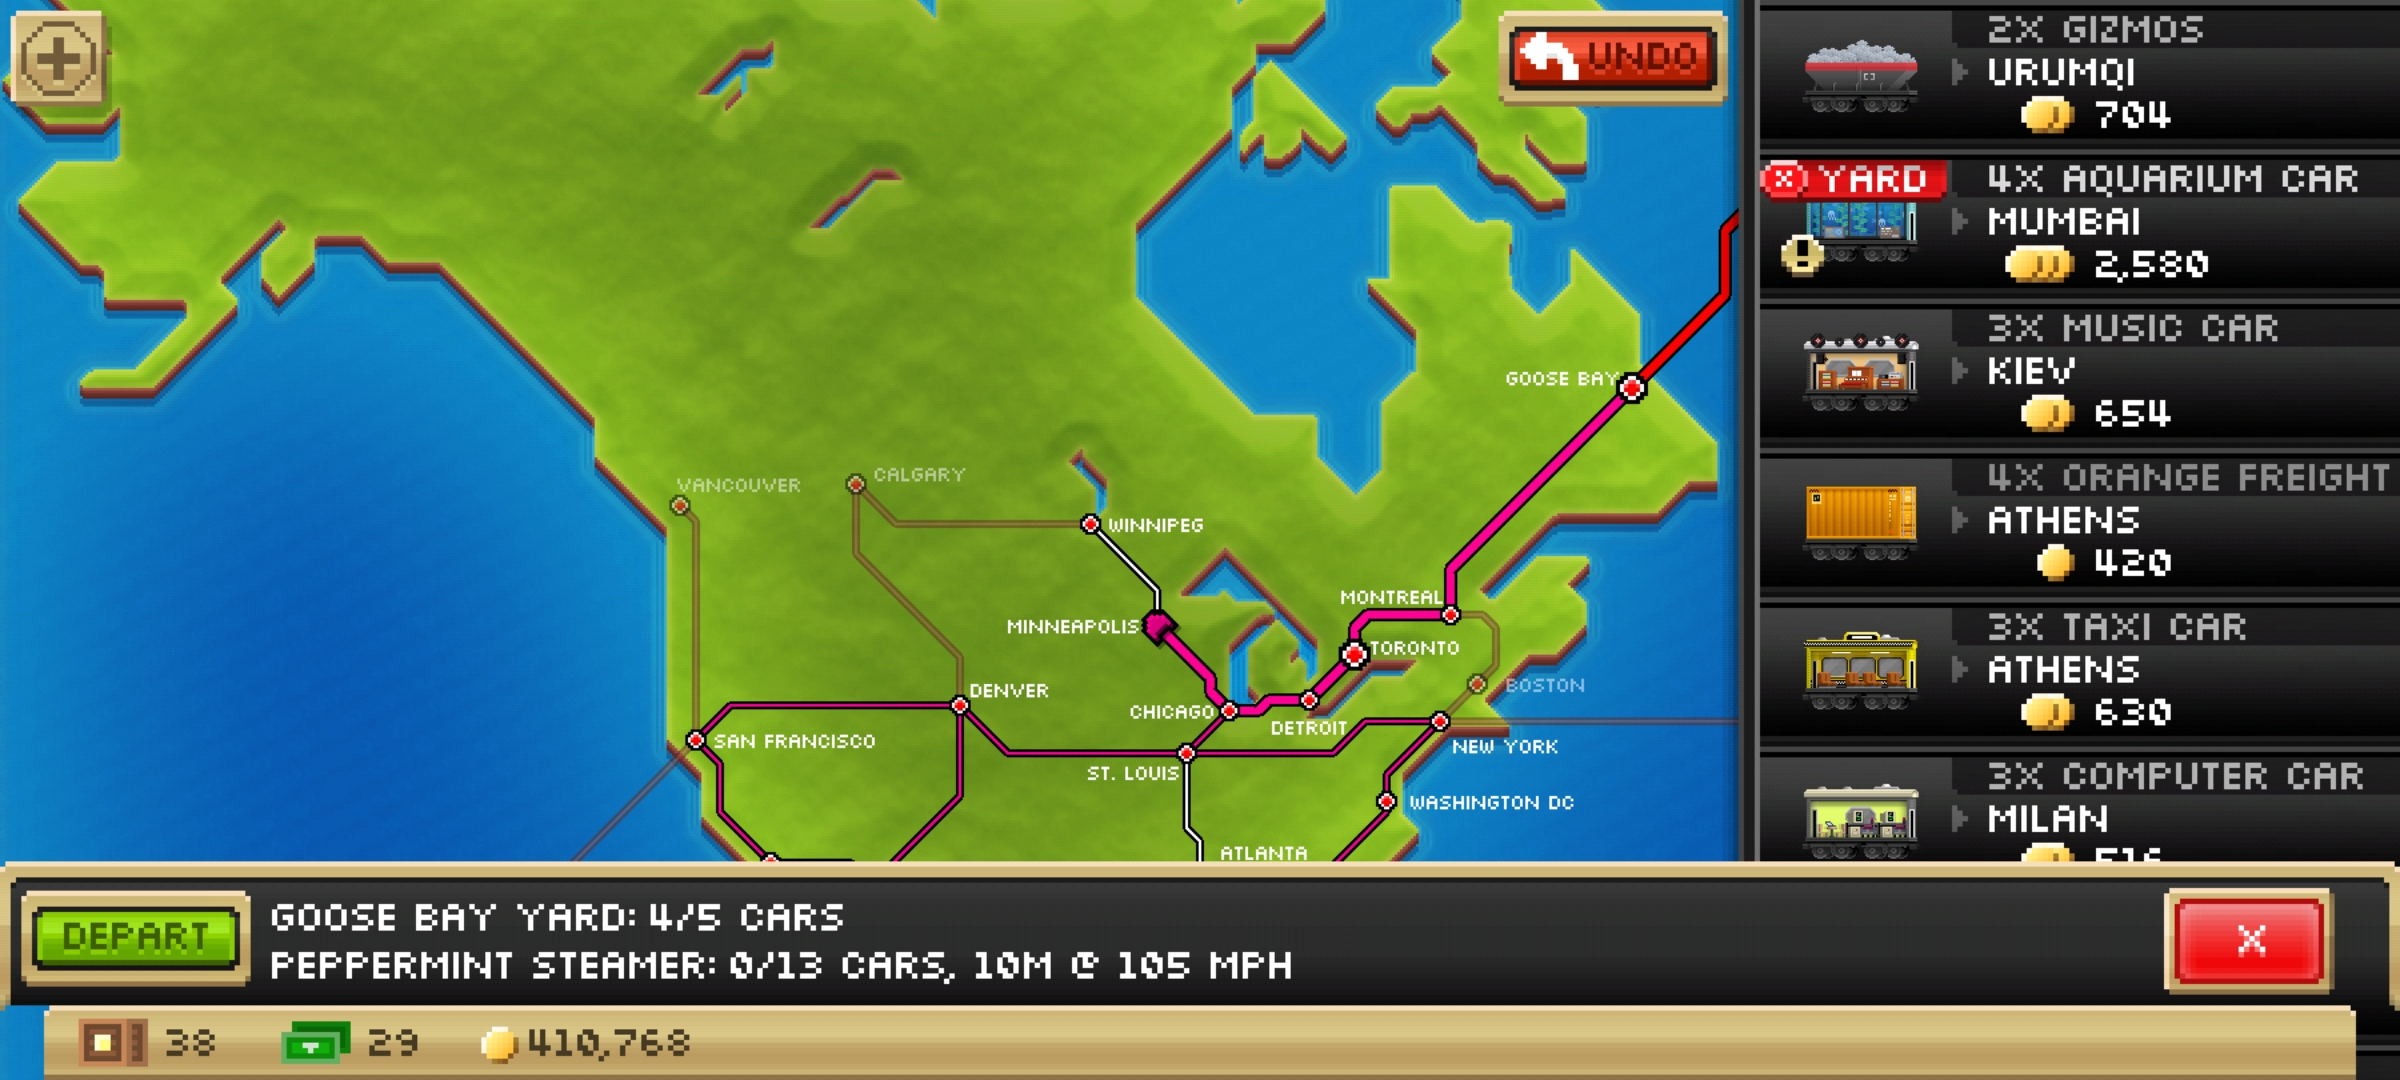 UNDO
2X GIZMOS
URUMQI
704
YARD
4X AQUARIUM CAR
MUMBAI
2,580
3X MUSIC CAR
KIEV
654
4X ORANGE FREIGHT
ATHENS
420
3X TAXI CAR
ATHENS
630
3X COMPUTER CAR
MILAN
516
GOOSE BAY
VANCOUVER
CALGARY
WINNIPEG
MONTREAL
MINNEAPOLIS
TORONTO
DENVER
BOSTON
CHICAGO
DETROIT
SAN FRANCISCO
NEW YORK
ST. LOUIS
WASHINGTON DC
ATLANTA
DEPART
GOOSE BAY YARD: 4/5 CARS
PEPPERMINT STEAMER: 0/13 CARS, 10M @ 105 MPH
X
38
29
410,768